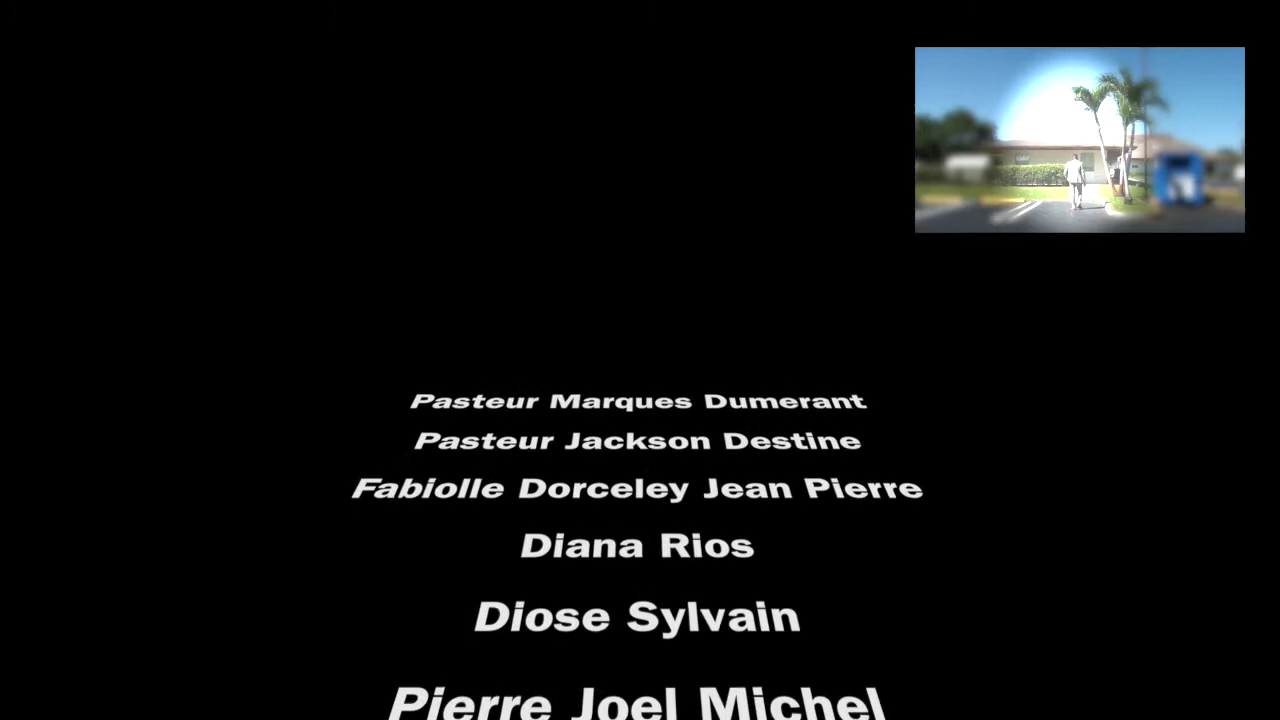 Pasteur Marques Dumerant
Pasteur Jackson Destine
Fabiolle Dorceley Jean Pierre
Diana Rios
Diose Sylvain
Pierre Joel Michel